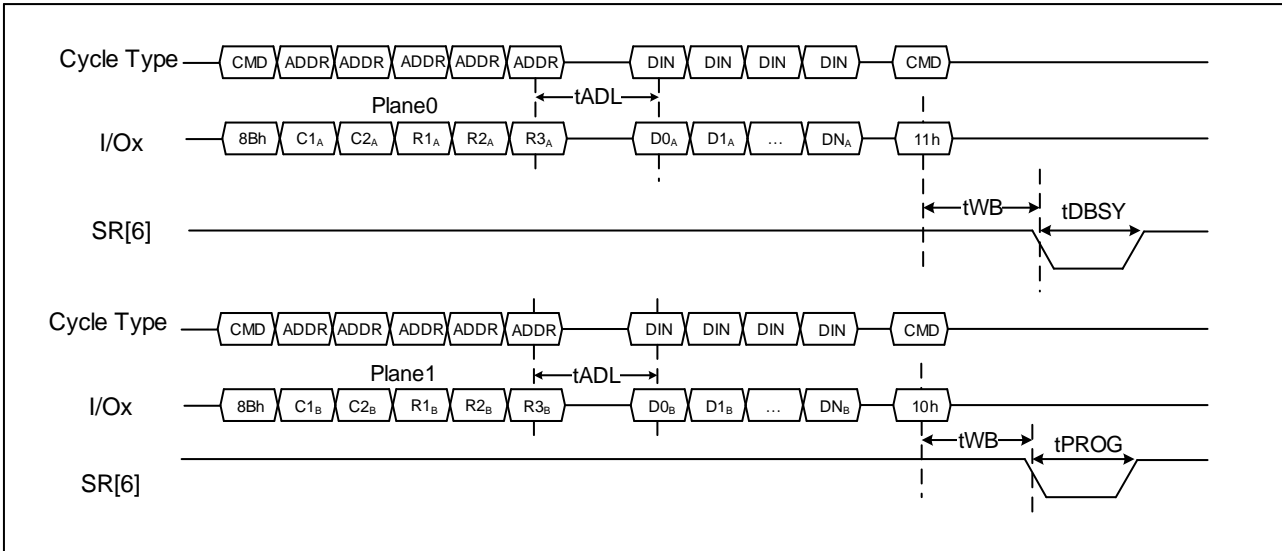 Cycle Type CMD ADDR ADDR ADDR ADDR ADDR DIN DIN DIN DIN CMD
tADL
Plane0
I/Ox 8Bh C1A C2A R1A R2A R3A D0A D1A ... DNA 11h
tWB tDBSY
SR[6]
Cycle Type CMD ADDR ADDR ADDR ADDR ADDR DIN DIN DIN DIN CMD
Plane1 tADL
I/Ox 8Bh C1B C2B R1B R2B R3B D0B D1B ... DNB 10h
tWB tPROG
SR[6]